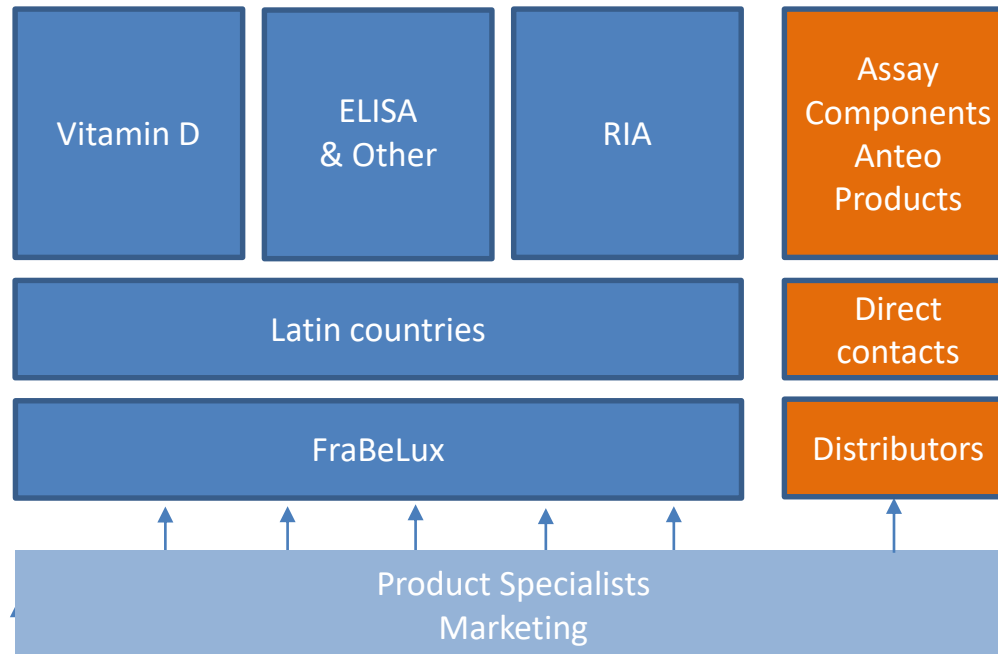 Vitamin D
ELISA
& Other
RIA
Assay
Components
Anteo
Products
Latin countries
Direct
contacts
FraBeLux
Distributors
Product Specialists
Marketing